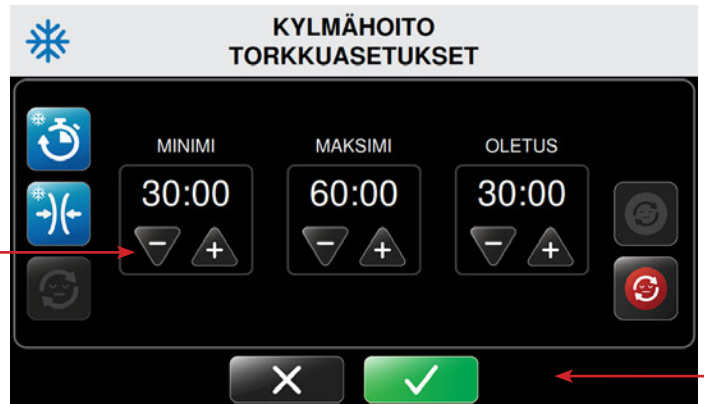 KYLMÄHOITO
TORKKUASETUKSET
MINIMI MAKSIMI OLETUS
30:00 60:00 30:00
− + − + − +